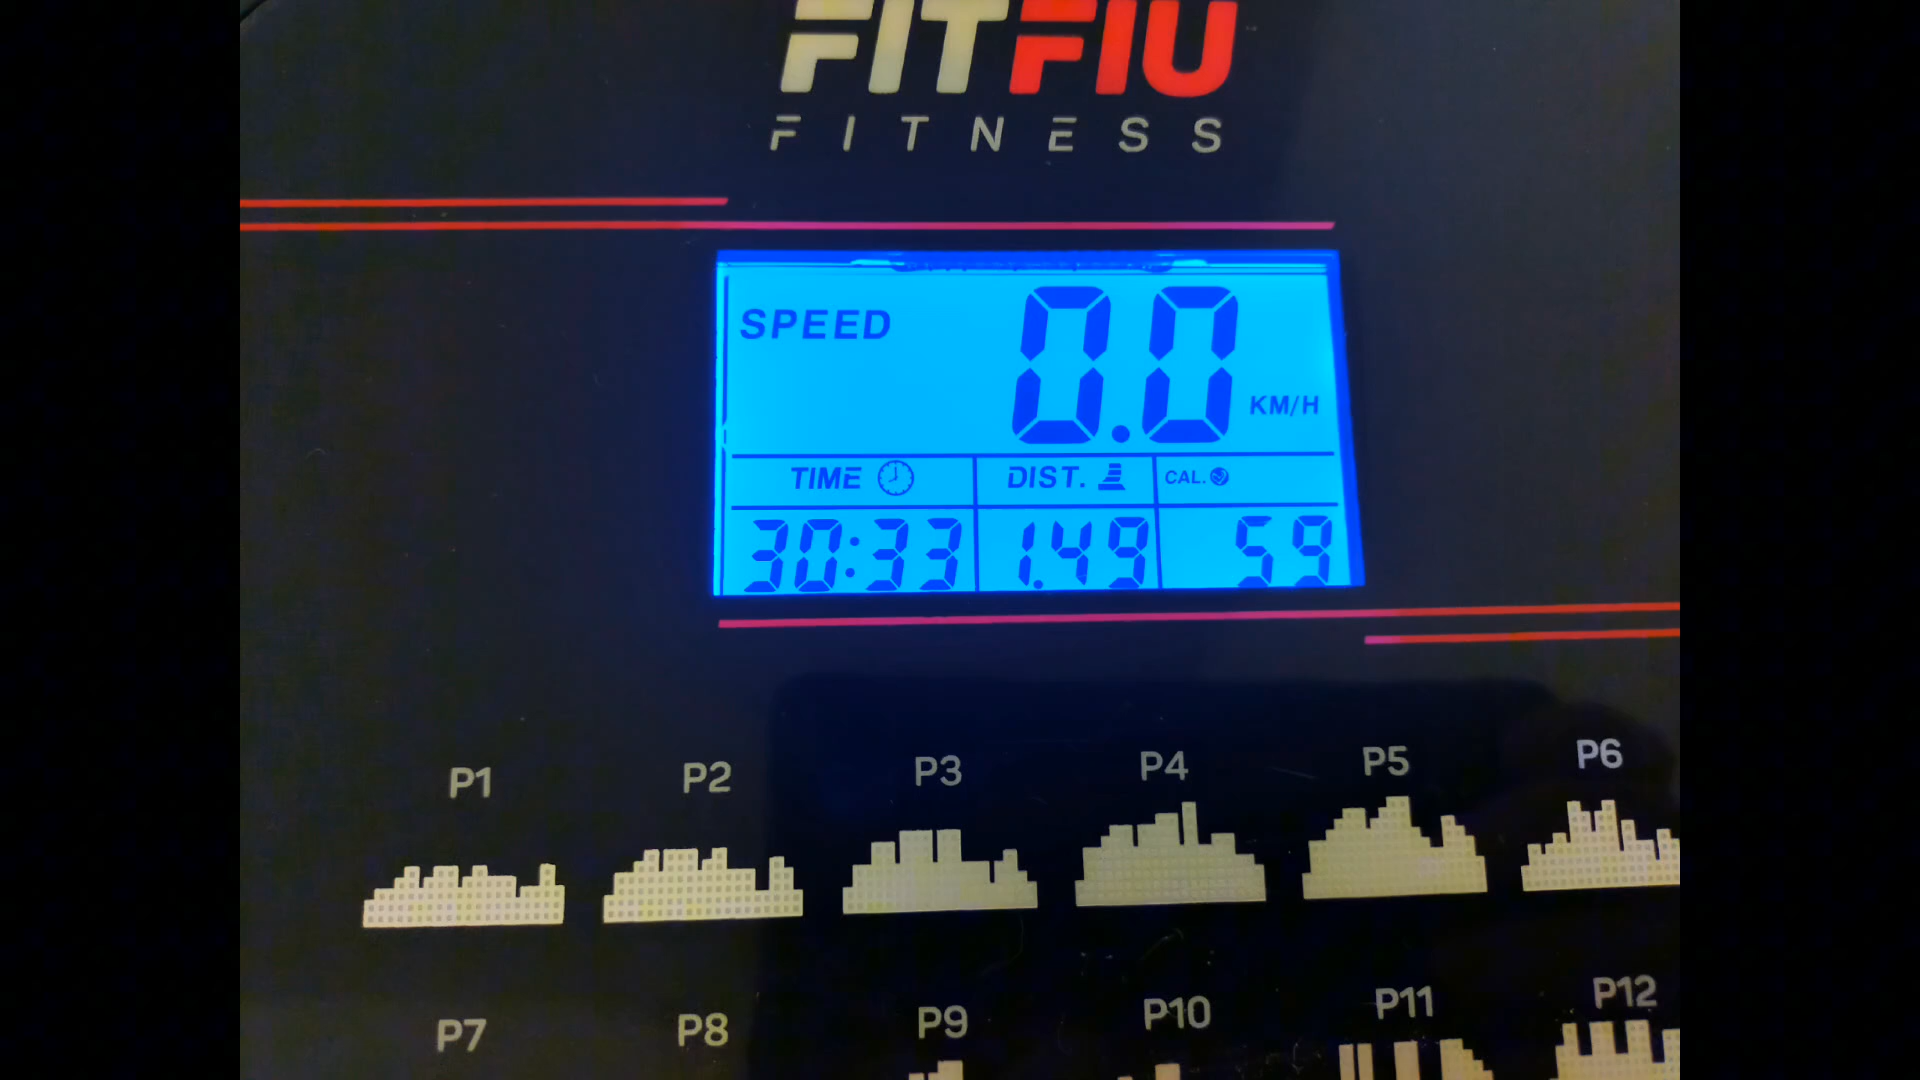 FITFIU
FITNESS
SPEED 0.0 KM/H
TIME DIST. CAL.
30:33 1.49 59
P1 P2 P3 P4 P5 P6
P7 P8 P9 P10 P11 P12